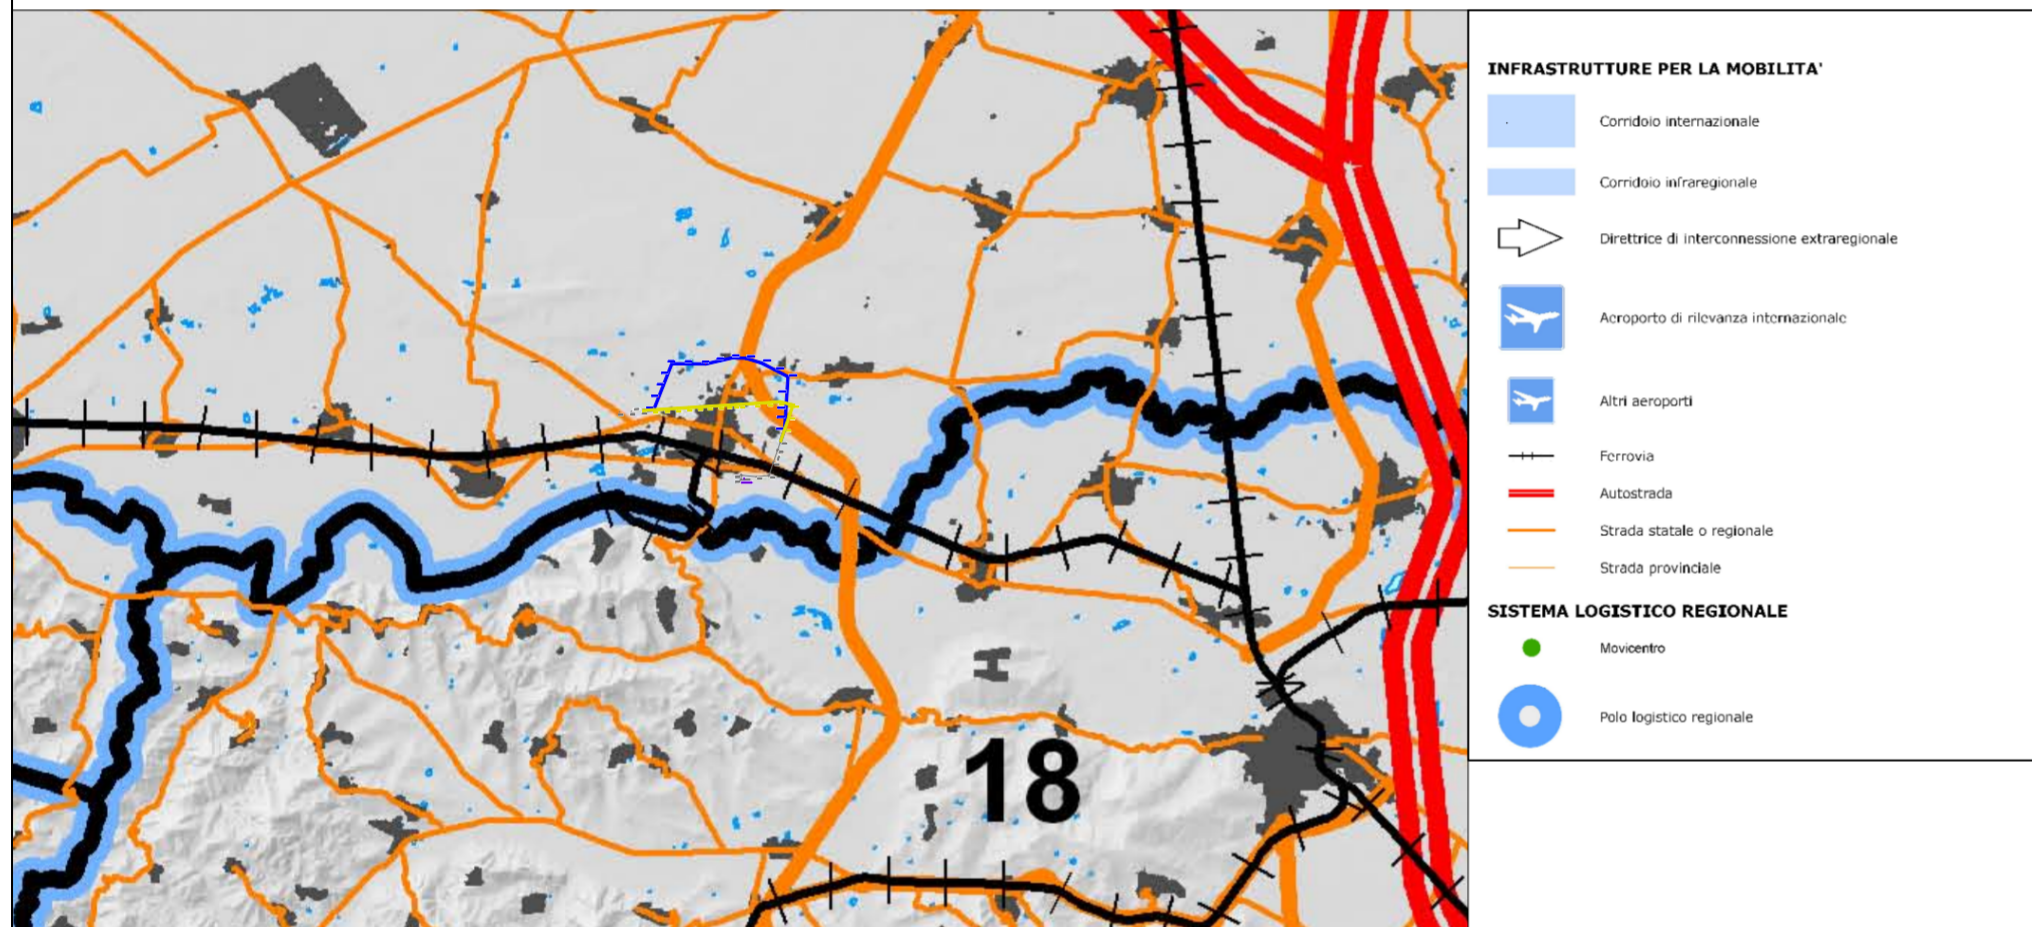 INFRASTRUTTURE PER LA MOBILITA'
Corridoio internazionale
Corridoio infraregionale
Direttrice di interconnessione extraregionale
Aeroporto di rilevanza internazionale
Altri aeroporti
Ferrovia
Autostrada
Strada statale o regionale
Strada provinciale
SISTEMA LOGISTICO REGIONALE
Movicentro
Polo logistico regionale
18